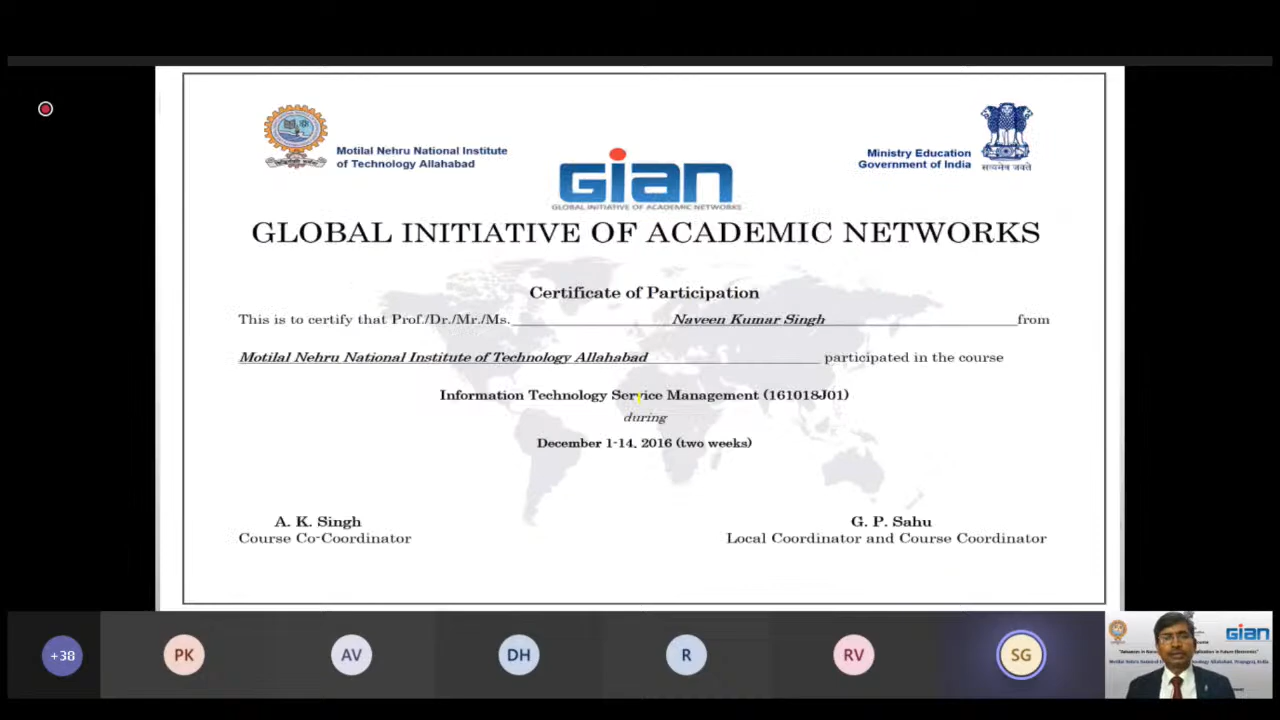 Motilal Nehru National Institute
of Technology Allahabad
Gian
GLOBAL INITIATIVE OF ACADEMIC NETWORKS
Ministry Education
Government of India
सत्यमेव जयते
GLOBAL INITIATIVE OF ACADEMIC NETWORKS
Certificate of Participation
This is to certify that Prof./Dr./Mr./Ms. Naveen Kumar Singh from
Motilal Nehru National Institute of Technology Allahabad participated in the course
Information Technology Service Management (161018J01)
during
December 1-14, 2016 (two weeks)
A. K. Singh
Course Co-Coordinator
G. P. Sahu
Local Coordinator and Course Coordinator
+38
PK
AV
DH
R
RV
SG
Gian